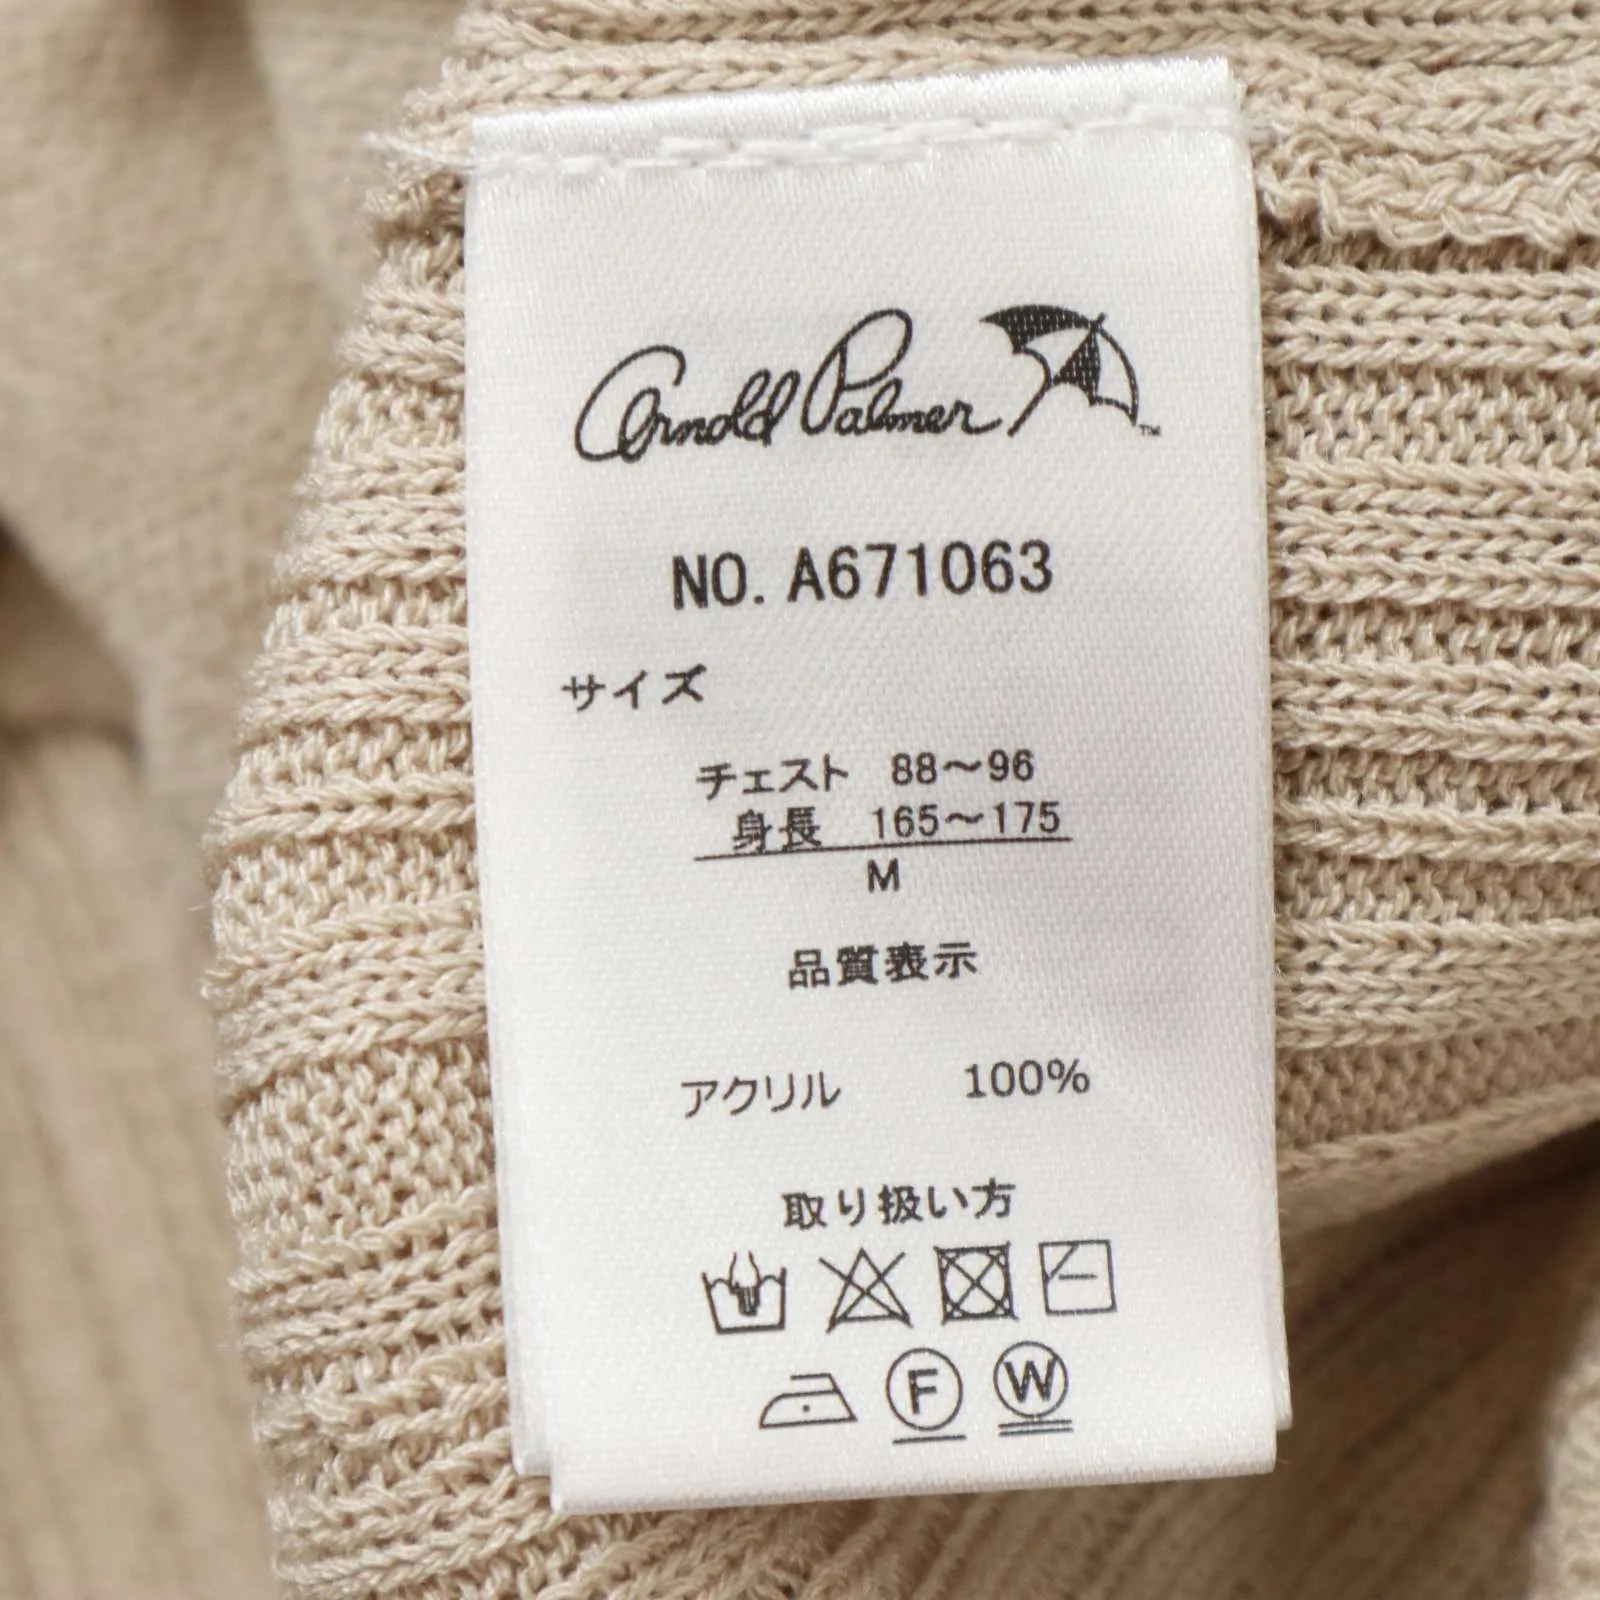 Arnold Palmer ™
NO. A671063
サイズ
チェスト 88〜96
身長 165〜175
M
品質表示
アクリル 100%
取り扱い方
F W